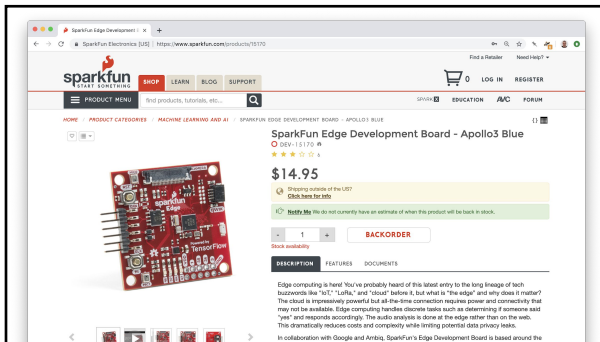 SparkFun Edge Development S
SparkFun Electronics [US] | https://www.sparkfun.com/products/15170
Find a Retailer Need Help?
sparkfun
START SOMETHING
SHOP LEARN BLOG SUPPORT
0 LOG IN REGISTER
PRODUCT MENU find products, tutorials, etc...
SPARKX EDUCATION AVC FORUM
HOME / PRODUCT CATEGORIES / MACHINE LEARNING AND AI / SPARKFUN EDGE DEVELOPMENT BOARD - APOLLO3 BLUE
{ }
SparkFun Edge Development Board - Apollo3 Blue
DEV-15170
6
$14.95
Shipping outside of the US?
Click here for info
Notify Me We do not currently have an estimate of when this product will be back in stock.
- 1 + BACKORDER
Stock availability
sparkfun
Edge
Powered by
TensorFlow
DESCRIPTION FEATURES DOCUMENTS
Edge computing is here! You've probably heard of this latest entry to the long lineage of tech
buzzwords like "IoT," "LoRa," and "cloud" before it, but what is "the edge" and why does it matter?
The cloud is impressively powerful but all-the-time connection requires power and connectivity that
may not be available. Edge computing handles discrete tasks such as determining if someone said
"yes" and responds accordingly. The audio analysis is done at the edge rather than on the web.
This dramatically reduces costs and complexity while limiting potential data privacy leaks.
In collaboration with Google and Ambiq, SparkFun's Edge Development Board is based around the